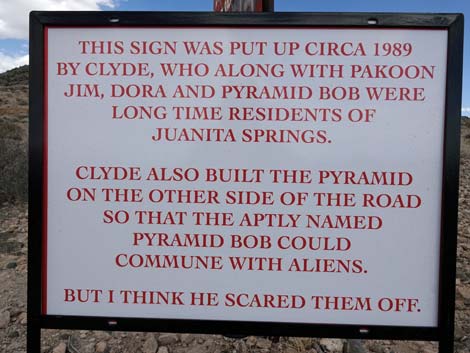 THIS SIGN WAS PUT UP CIRCA 1989
BY CLYDE, WHO ALONG WITH PAKOON
JIM, DORA AND PYRAMID BOB WERE
LONG TIME RESIDENTS OF
JUANITA SPRINGS.
CLYDE ALSO BUILT THE PYRAMID
ON THE OTHER SIDE OF THE ROAD
SO THAT THE APTLY NAMED
PYRAMID BOB COULD
COMMUNE WITH ALIENS.
BUT I THINK HE SCARED THEM OFF.